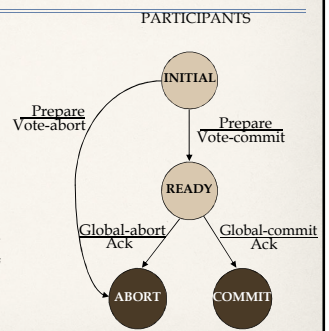 PARTICIPANTS
INITIAL
Prepare
Vote-abort
Prepare
Vote-commit
READY
Global-abort
Ack
Global-commit
Ack
ABORT
COMMIT